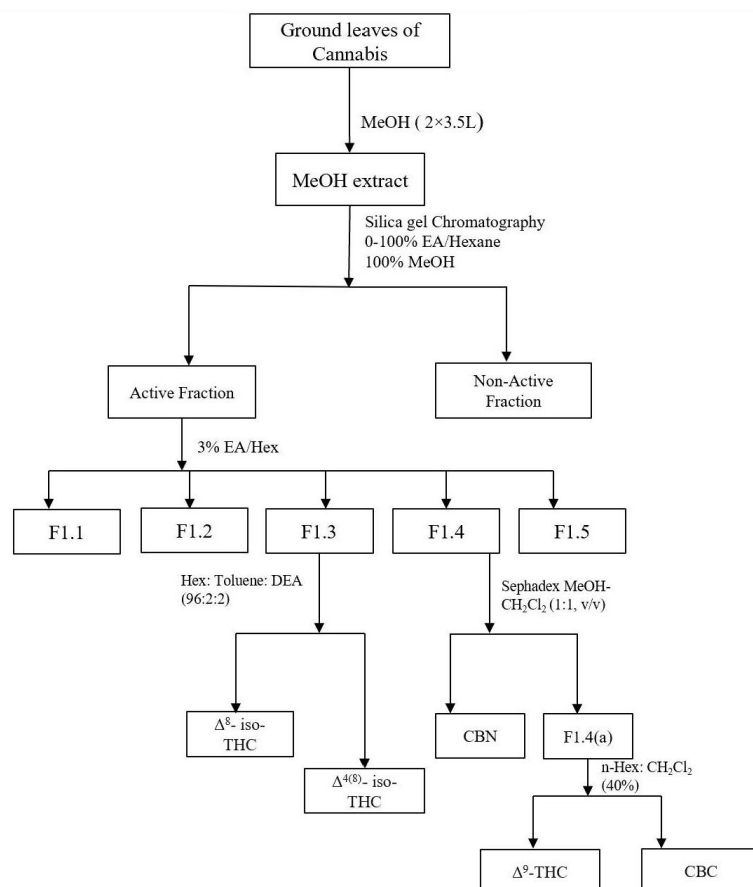 Ground leaves of
Cannabis
MeOH ( 2×3.5L)
MeOH extract
Silica gel Chromatography
0-100% EA/Hexane
100% MeOH
Active Fraction
Non-Active
Fraction
3% EA/Hex
F1.1
F1.2
F1.3
F1.4
F1.5
Hex: Toluene: DEA
(96:2:2)
Sephadex MeOH-
CH₂Cl₂ (1:1, v/v)
Δ⁸- iso-
THC
Δ⁴⁽⁸⁾- iso-
THC
CBN
F1.4(a)
n-Hex: CH₂Cl₂
(40%)
Δ⁹-THC
CBC